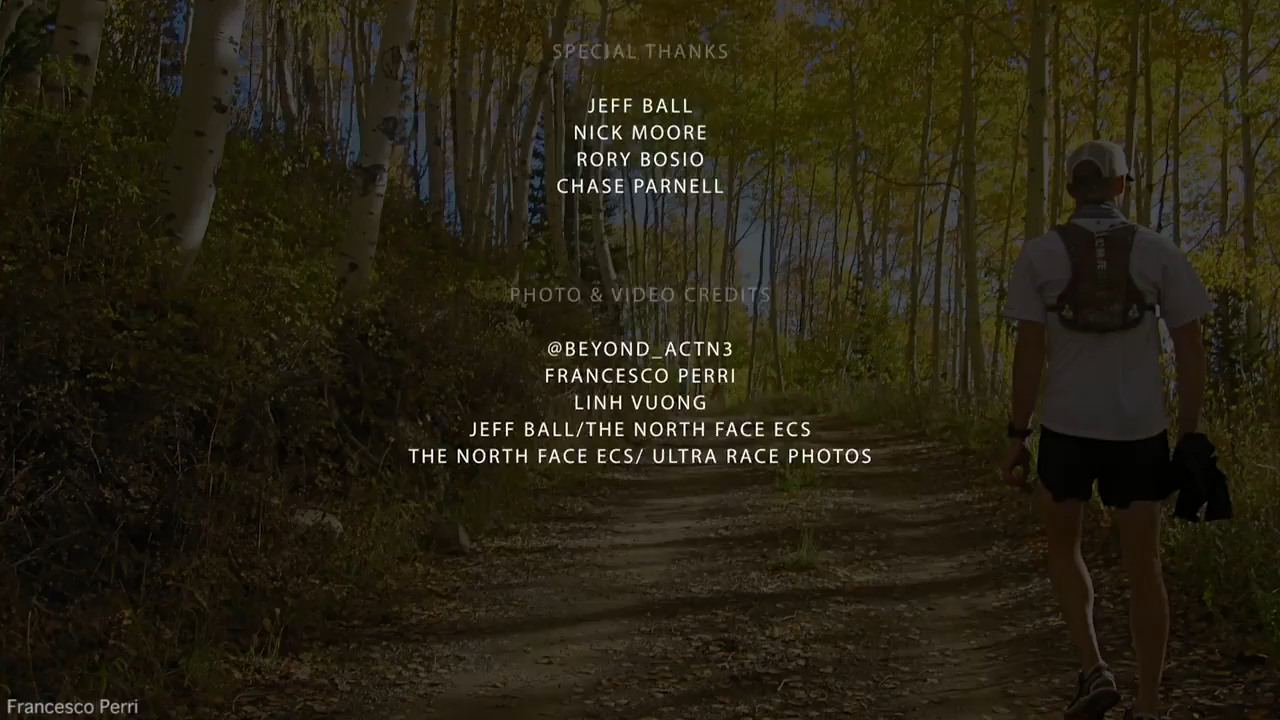 SPECIAL THANKS
JEFF BALL
NICK MOORE
RORY BOSIO
CHASE PARNELL
PHOTO & VIDEO CREDITS
@BEYOND_ACTN3
FRANCESCO PERRI
LINH VUONG
JEFF BALL/THE NORTH FACE ECS
THE NORTH FACE ECS/ ULTRA RACE PHOTOS
Francesco Perri